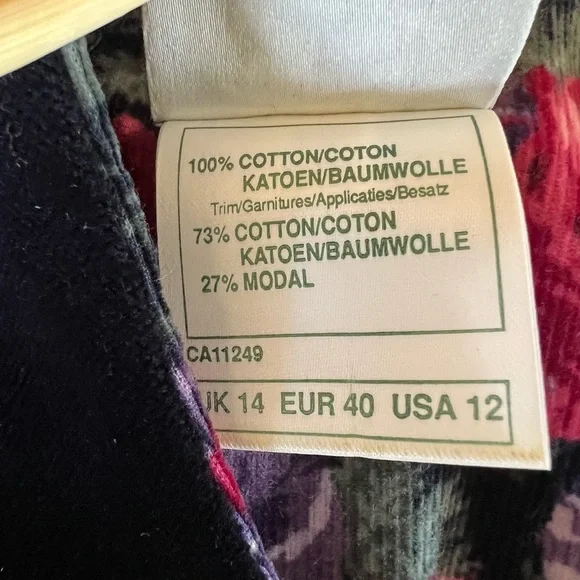 100% COTTON/COTON
KATOEN/BAUMWOLLE
Trim/Garnitures/Applicaties/Besatz
73% COTTON/COTON
KATOEN/BAUMWOLLE
27% MODAL
CA11249
UK 14 EUR 40 USA 12